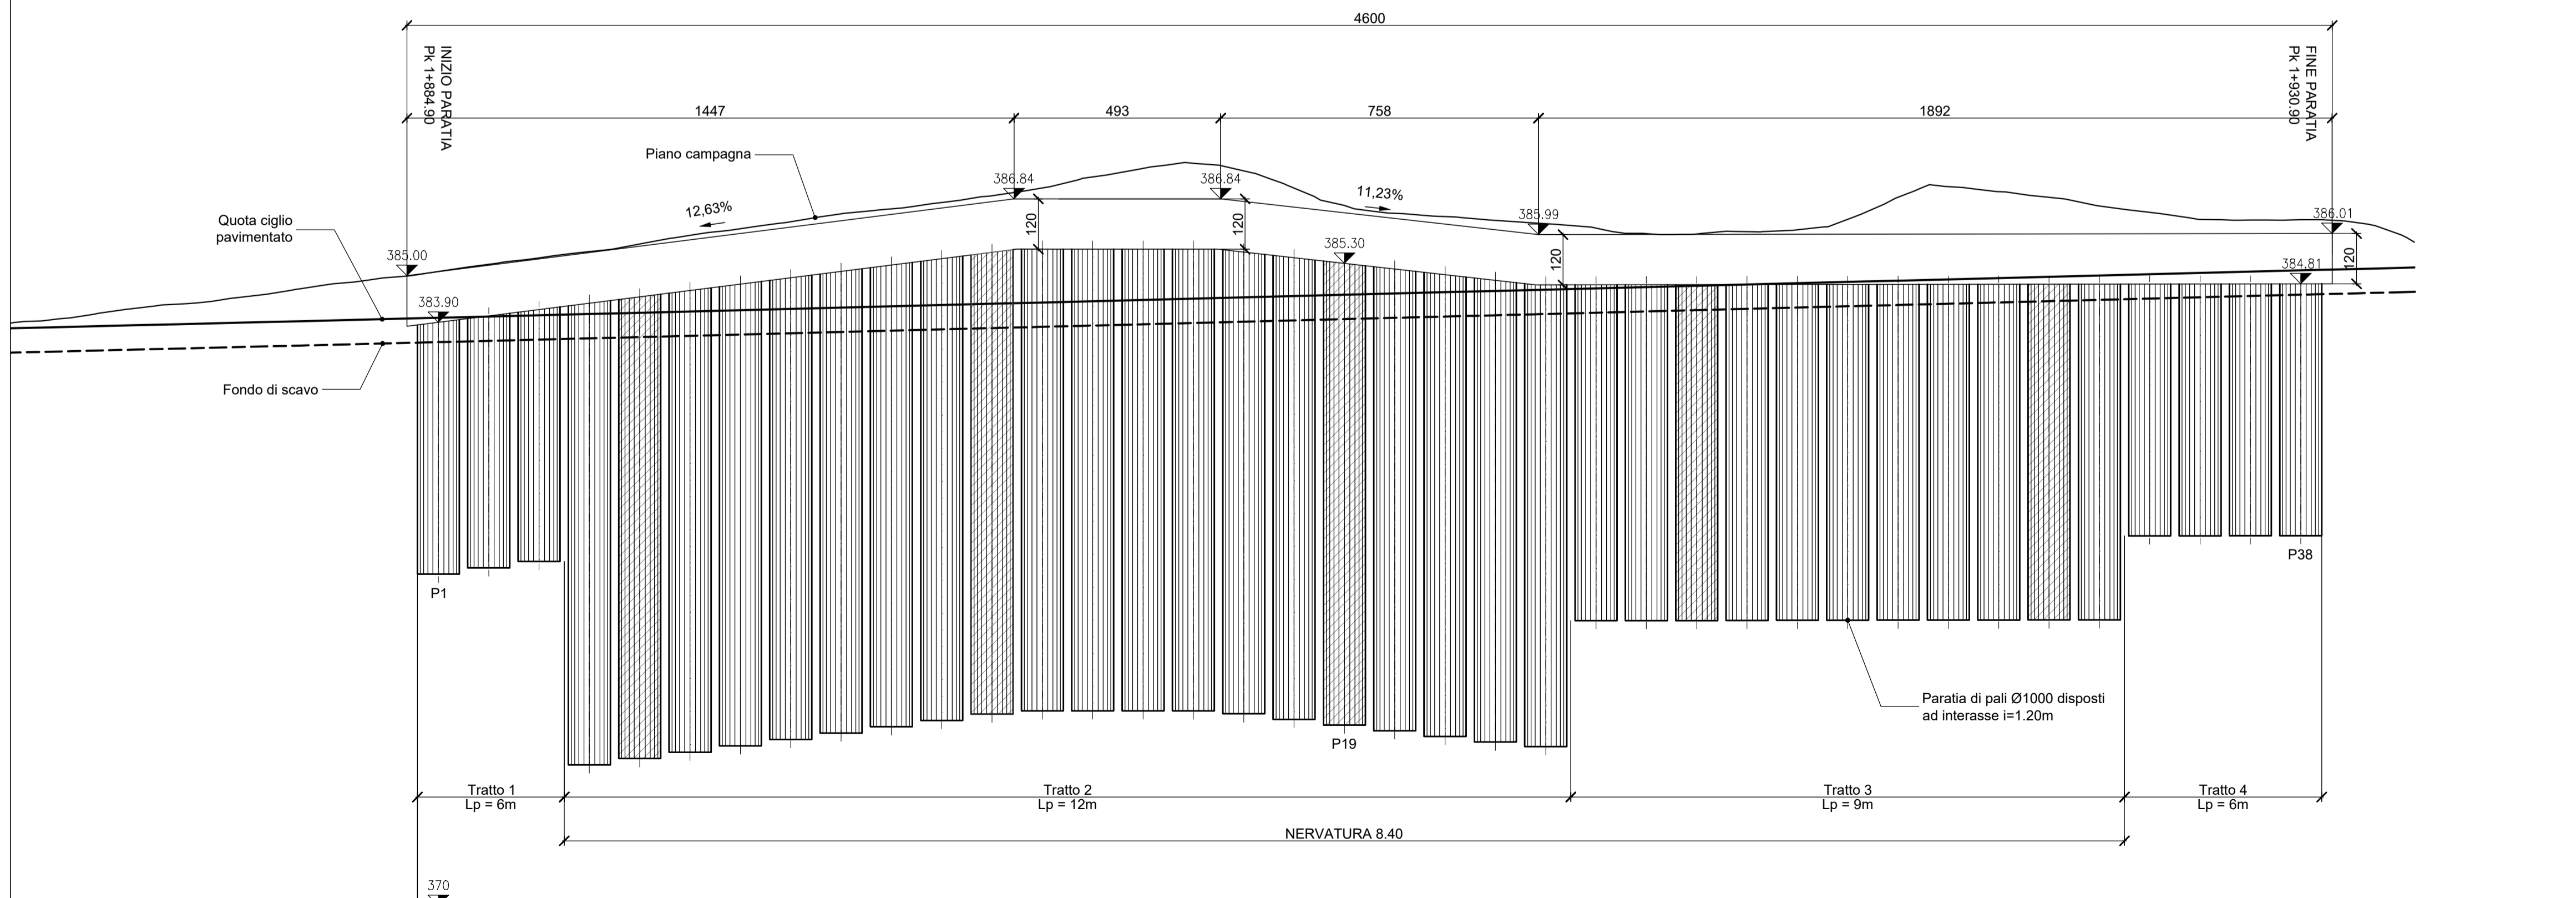 4600
INIZIO PARATIA
Pk 1+884.90
FINE PARATIA
Pk 1+930.90
1447
493
758
1892
Piano campagna
386.84
386.84
12,63%
11,23%
Quota ciglio
pavimentato
385.99
386.01
120
120
385.00
385.30
120
120
384.81
383.90
Fondo di scavo
P38
P1
Paratia di pali Ø1000 disposti
ad interasse i=1.20m
P19
Tratto 1
Lp = 6m
Tratto 2
Lp = 12m
Tratto 3
Lp = 9m
Tratto 4
Lp = 6m
NERVATURA 8.40
370